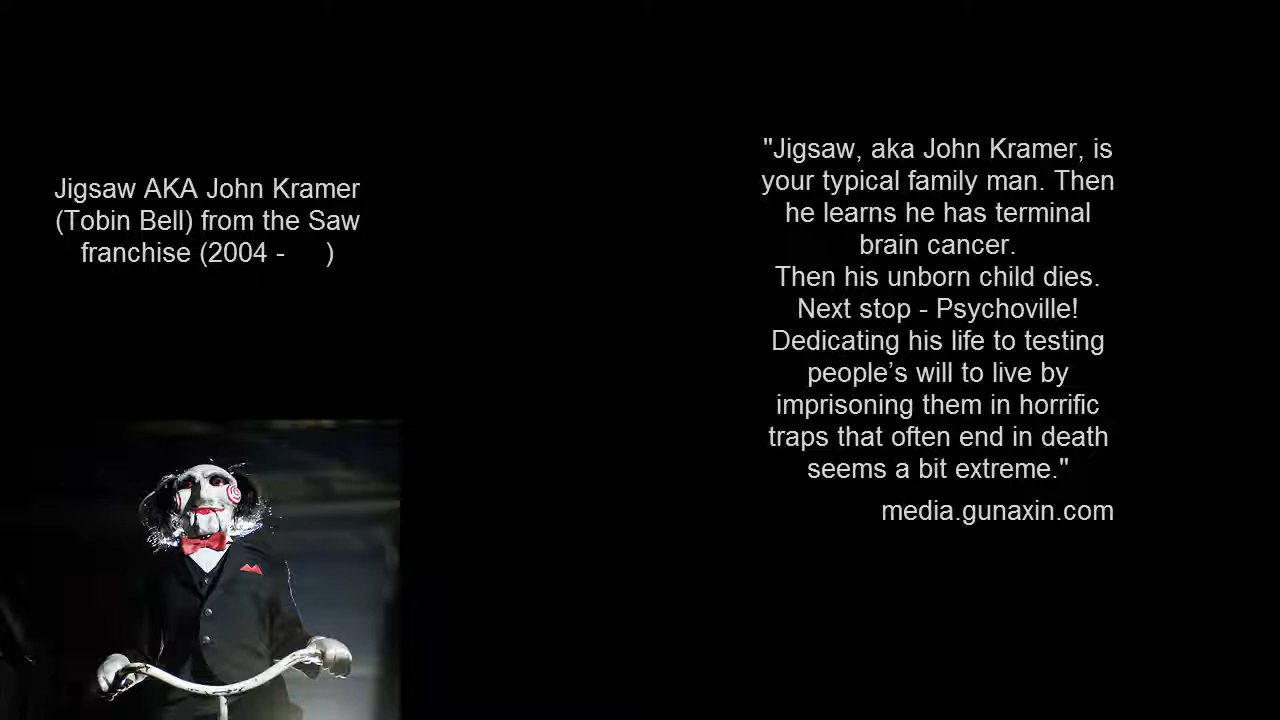 Jigsaw AKA John Kramer
(Tobin Bell) from the Saw
franchise (2004 -      )
"Jigsaw, aka John Kramer, is
your typical family man. Then
he learns he has terminal
brain cancer.
Then his unborn child dies.
Next stop - Psychoville!
Dedicating his life to testing
people’s will to live by
imprisoning them in horrific
traps that often end in death
seems a bit extreme."
media.gunaxin.com